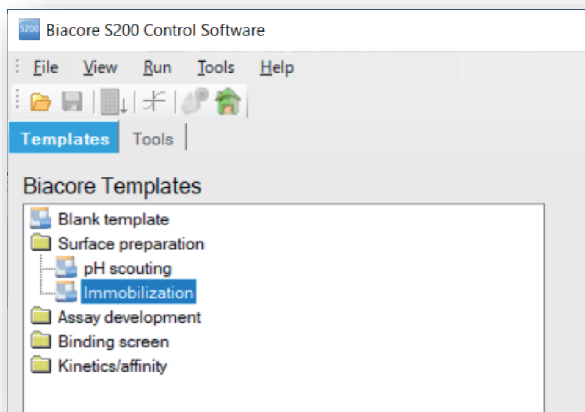 S200 Biacore S200 Control Software
File View Run Tools Help
Templates Tools
Biacore Templates
Blank template
Surface preparation
pH scouting
Immobilization
Assay development
Binding screen
Kinetics/affinity